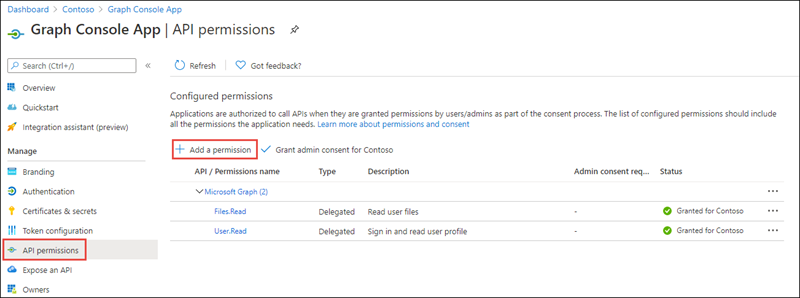 Dashboard > Contoso > Graph Console App
Graph Console App | API permissions
Search (Ctrl+/)
«
Refresh
Got feedback?
Overview
Quickstart
Integration assistant (preview)
Manage
Branding
Authentication
Certificates & secrets
Token configuration
API permissions
Expose an API
Owners
Configured permissions
Applications are authorized to call APIs when they are granted permissions by users/admins as part of the consent process. The list of configured permissions should include
all the permissions the application needs. Learn more about permissions and consent
Add a permission
Grant admin consent for Contoso
API / Permissions name Type Description Admin consent req... Status
Microsoft Graph (2)
Files.Read Delegated Read user files - Granted for Contoso
User.Read Delegated Sign in and read user profile - Granted for Contoso